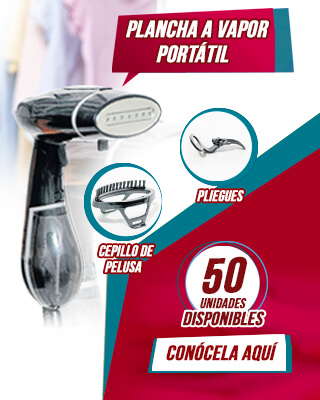 PLANCHA A VAPOR
PORTÁTIL
PLIEGUES
CEPILLO DE
PELUSA
50
UNIDADES
DISPONIBLES
CONÓCELA AQUÍ